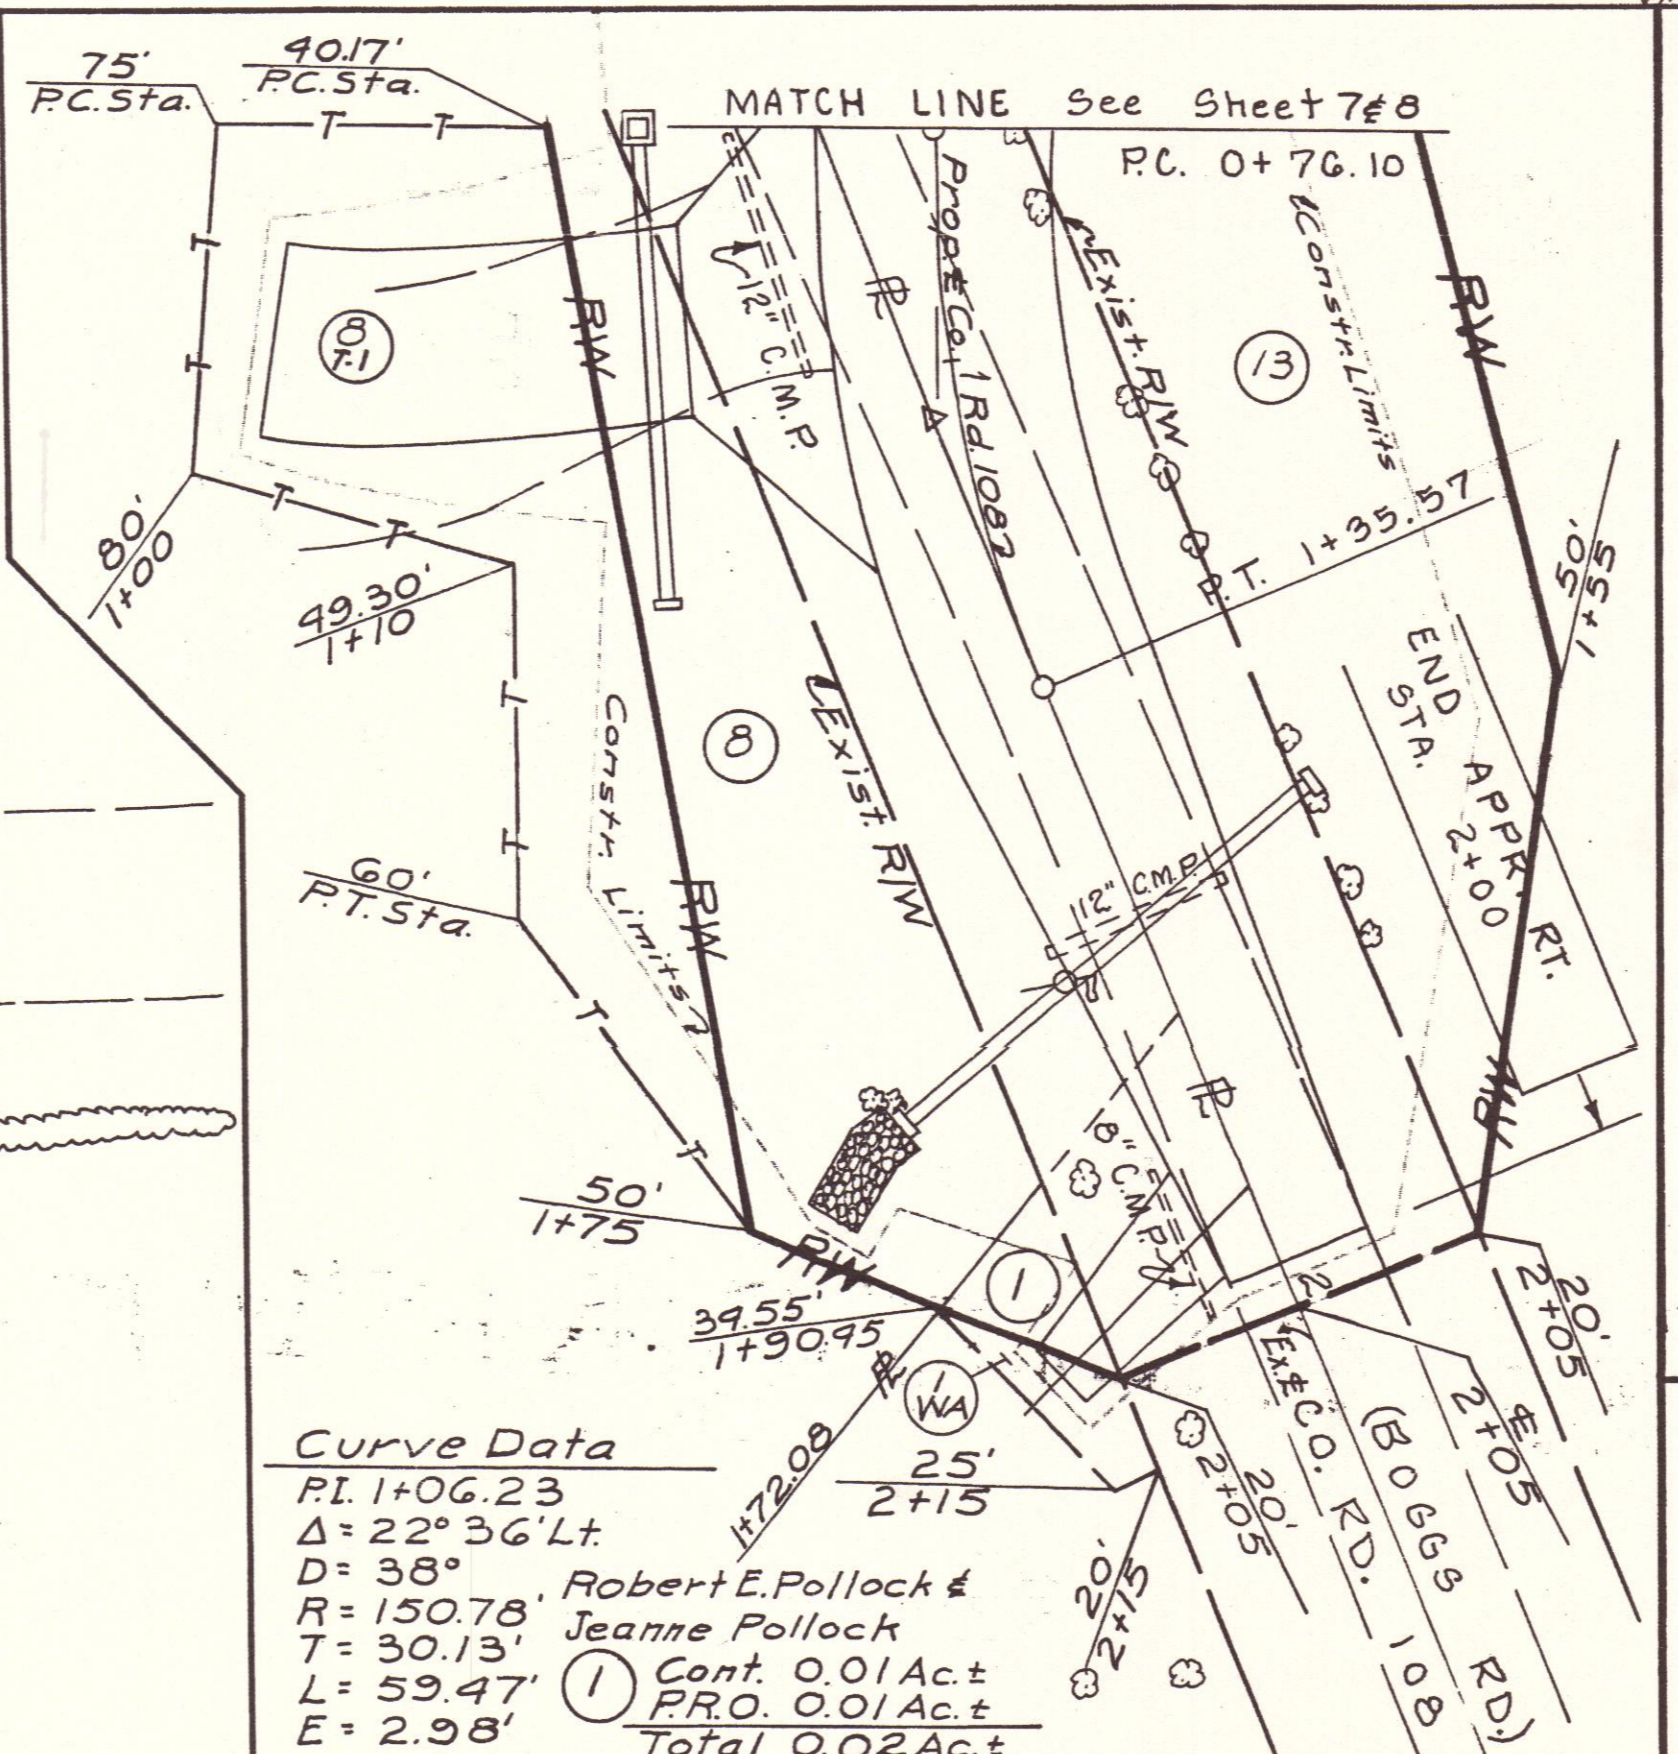 75'
P.C. Sta.
40.17'
P.C. Sta.
MATCH LINE See Sheet 7 & 8
P.C. 0+76.10
T T
T
T
T T
T
T
T
T
T
8
T-1
R/W
12" C.M.P.
P/L
Prop. ℄ Co. Rd. 108
Exist. R/W
13
Constr. Limits
R/W
80'
1+00
49.30'
1+10
P.T. 1+35.57
50'
1+55
8
Constr. Limits
Exist. R/W
END APPR. RT.
STA. 2+00
60'
P.T. Sta.
R/W
12" C.M.P.
P/L
R/W
18" C.M.P.
50'
1+75
R/W
1
39.55'
1+90.95
P/L
1
WA
1+72.08
25'
2+15
20'
2+05
℄
2+05
20'
2+05
20'
2+15
Ex. ℄ CO. RD. 108
(BOGGS RD.)
Curve Data
P.I. 1+06.23
Δ = 22° 36' Lt.
D = 38°
R = 150.78'
T = 30.13'
L = 59.47'
E = 2.98'
Robert E. Pollock &
Jeanne Pollock
1 Cont. 0.01 Ac. ±
P.R.O. 0.01 Ac. ±
Total 0.02 Ac. ±